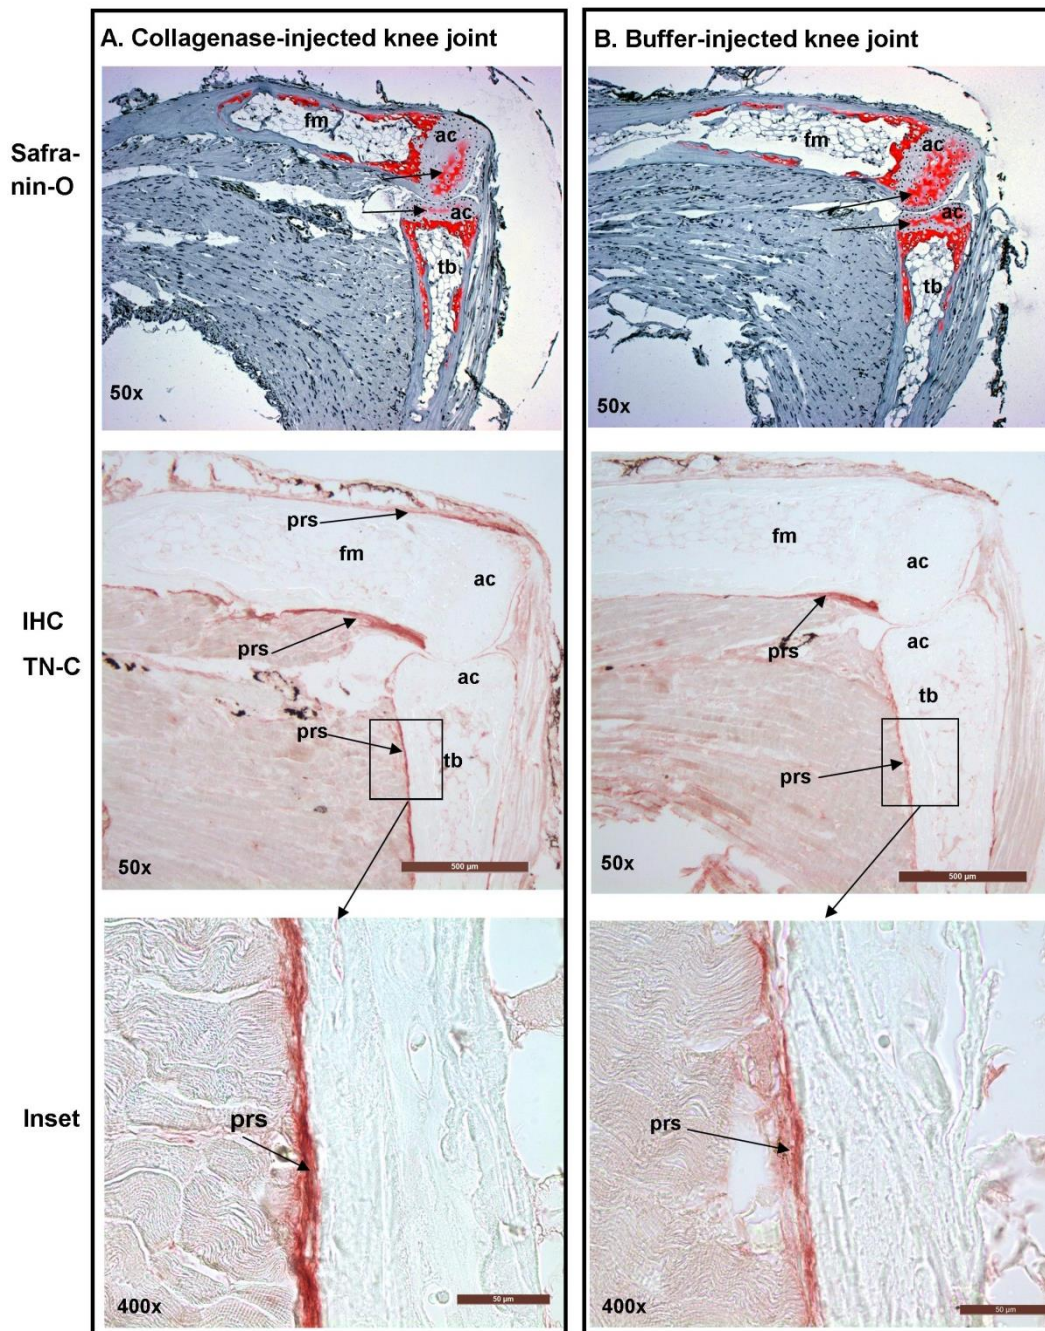 A. Collagenase-injected knee joint
B. Buffer-injected knee joint
Safra-
nin-O
fm
ac
ac
tb
50x
fm
ac
ac
tb
50x
IHC
TN-C
prs
fm
ac
prs
ac
prs
tb
50x
500 µm
fm
ac
prs
ac
tb
prs
50x
500 µm
Inset
prs
400x
50 µm
prs
400x
50 µm